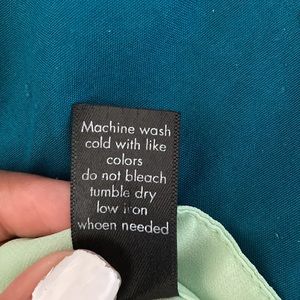 Machine wash
cold with like
colors
do not bleach
tumble dry
low iron
whoen needed